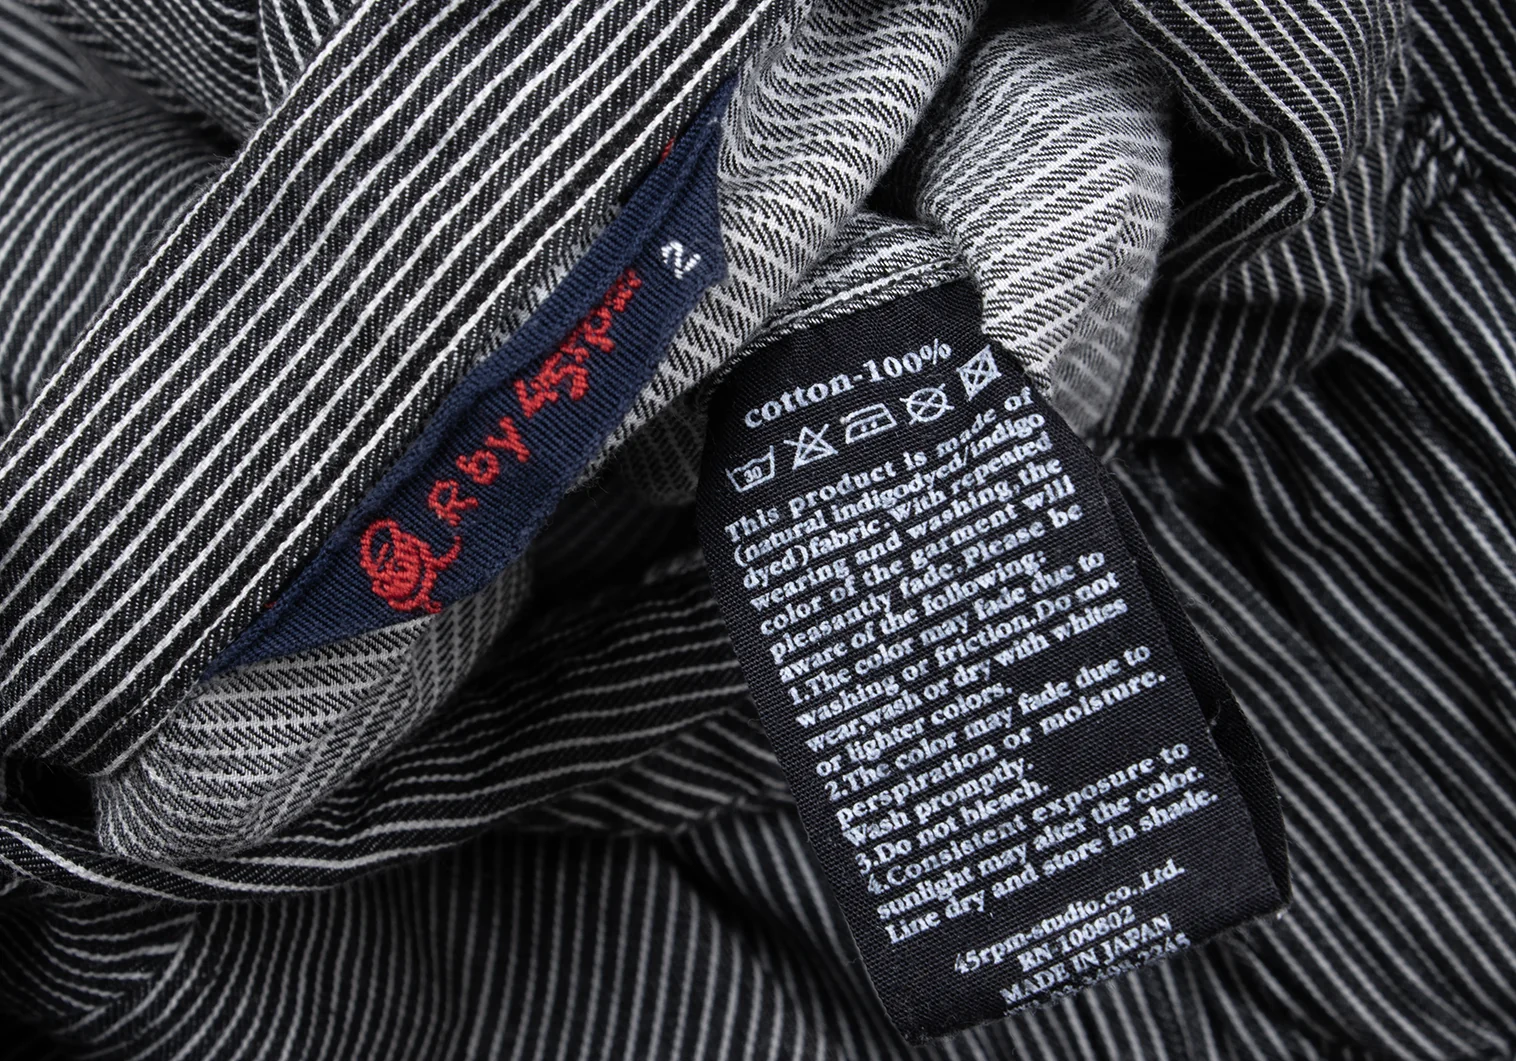 R by 45rpm
2
cotton-100%
30
This product is made of
(natural indigodyed/indigo
dyed)fabric. With repeated
wearing and washing,the
color of the garment will
pleasantly fade. Please be
aware of the following:
1.The color may fade due to
washing or friction.Do not
wear,wash or dry with whites
or lighter colors.
2.The color may fade due to
perspiration or moisture.
Wash promptly.
3.Do not bleach.
4.Consistent exposure to
sunlight may alter the color.
Line dry and store in shade.
45rpm-studio.co.,Ltd.
RN 100802
MADE IN JAPAN